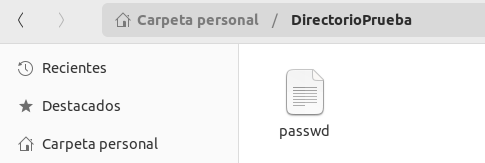 Carpeta personal / DirectorioPrueba
Recientes
Destacados
Carpeta personal
passwd